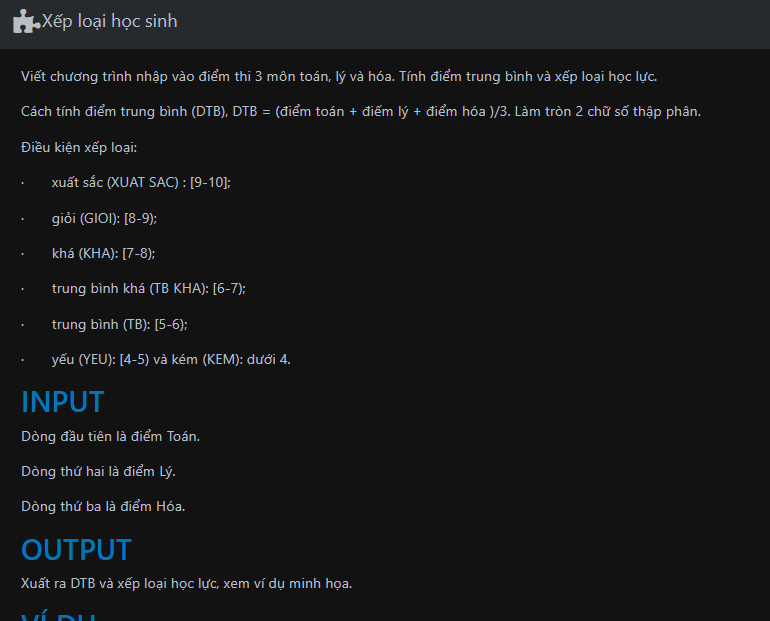 Xếp loại học sinh
Viết chương trình nhập vào điểm thi 3 môn toán, lý và hóa. Tính điểm trung bình và xếp loại học lực.
Cách tính điểm trung bình (DTB), DTB = (điểm toán + điếm lý + điểm hóa )/3. Làm tròn 2 chữ số thập phân.
Điều kiện xếp loại:
· xuất sắc (XUAT SAC) : [9-10];
· giỏi (GIOI): [8-9);
· khá (KHA): [7-8);
· trung bình khá (TB KHA): [6-7);
· trung bình (TB): [5-6);
· yếu (YEU): [4-5) và kém (KEM): dưới 4.
INPUT
Dòng đầu tiên là điểm Toán.
Dòng thứ hai là điểm Lý.
Dòng thứ ba là điểm Hóa.
OUTPUT
Xuất ra DTB và xếp loại học lực, xem ví dụ minh họa.
VÍ DỤ